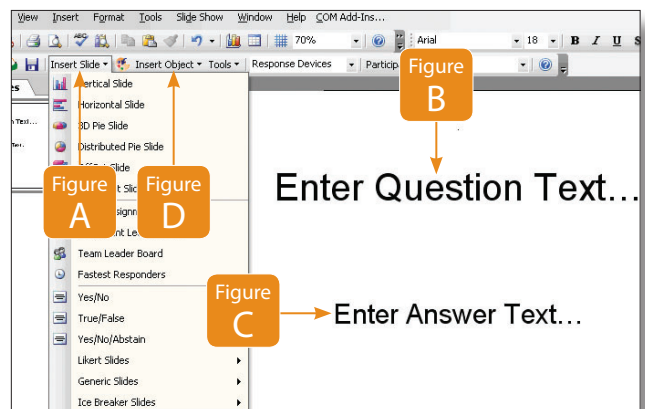 View Insert Format Tools Slide Show Window Help COM Add-Ins...
70% Arial 18 B I U S
Insert Slide Insert Object Tools Response Devices
Vertical Slide
Horizontal Slide
3D Pie Slide
Distributed Pie Slide
Slide
Figure
A
Figure
D
Figure
B
Enter Question Text...
Team Leader Board
Fastest Responders
Yes/No
True/False
Yes/No/Abstain
Likert Slides
Generic Slides
Ice Breaker Slides
Figure
C
Enter Answer Text...